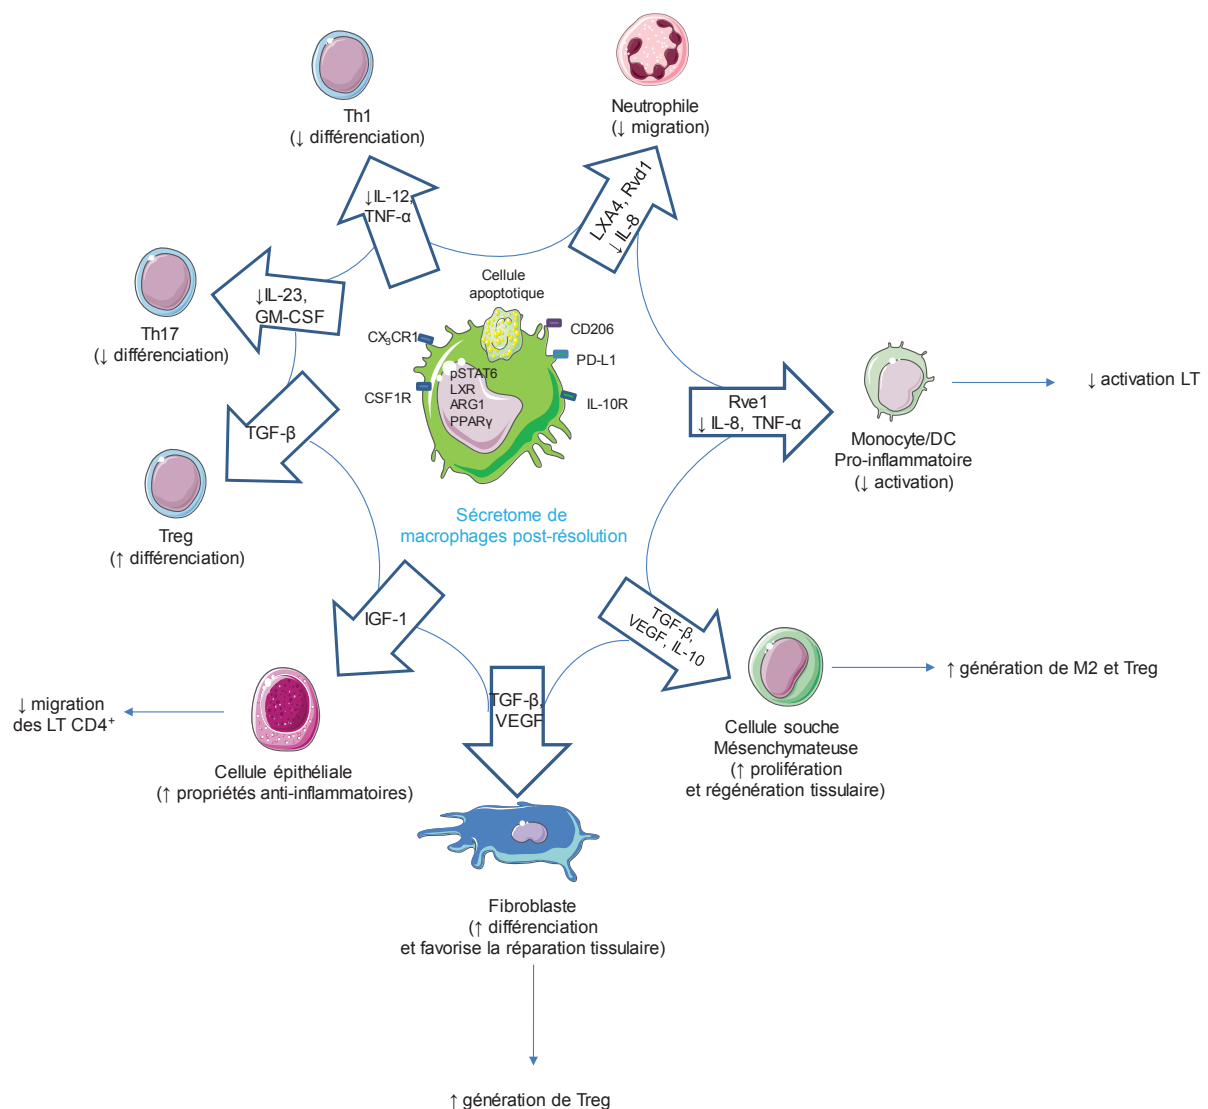 Th1
(↓ différenciation)
Neutrophile
(↓ migration)
↓IL-12,
TNF-α
LXA4, Rvd1
↓ IL-8
Th17
(↓ différenciation)
↓IL-23,
GM-CSF
Cellule
apoptotique
CX₃CR1
CD206
PD-L1
CSF1R
IL-10R
pSTAT6
LXR
ARG1
PPARγ
Rve1
↓ IL-8, TNF-α
Monocyte/DC
Pro-inflammatoire
(↓ activation)
↓ activation LT
TGF-β
Treg
(↑ différenciation)
Sécretome de
macrophages post-résolution
IGF-1
TGF-β,
VEGF, IL-10
↑ génération de M2 et Treg
Cellule souche
Mésenchymateuse
(↑ prolifération
et régénération tissulaire)
TGF-β,
VEGF
↓ migration
des LT CD4⁺
Cellule épithéliale
(↑ propriétés anti-inflammatoires)
Fibroblaste
(↑ différenciation
et favorise la réparation tissulaire)
↑ génération de Treg